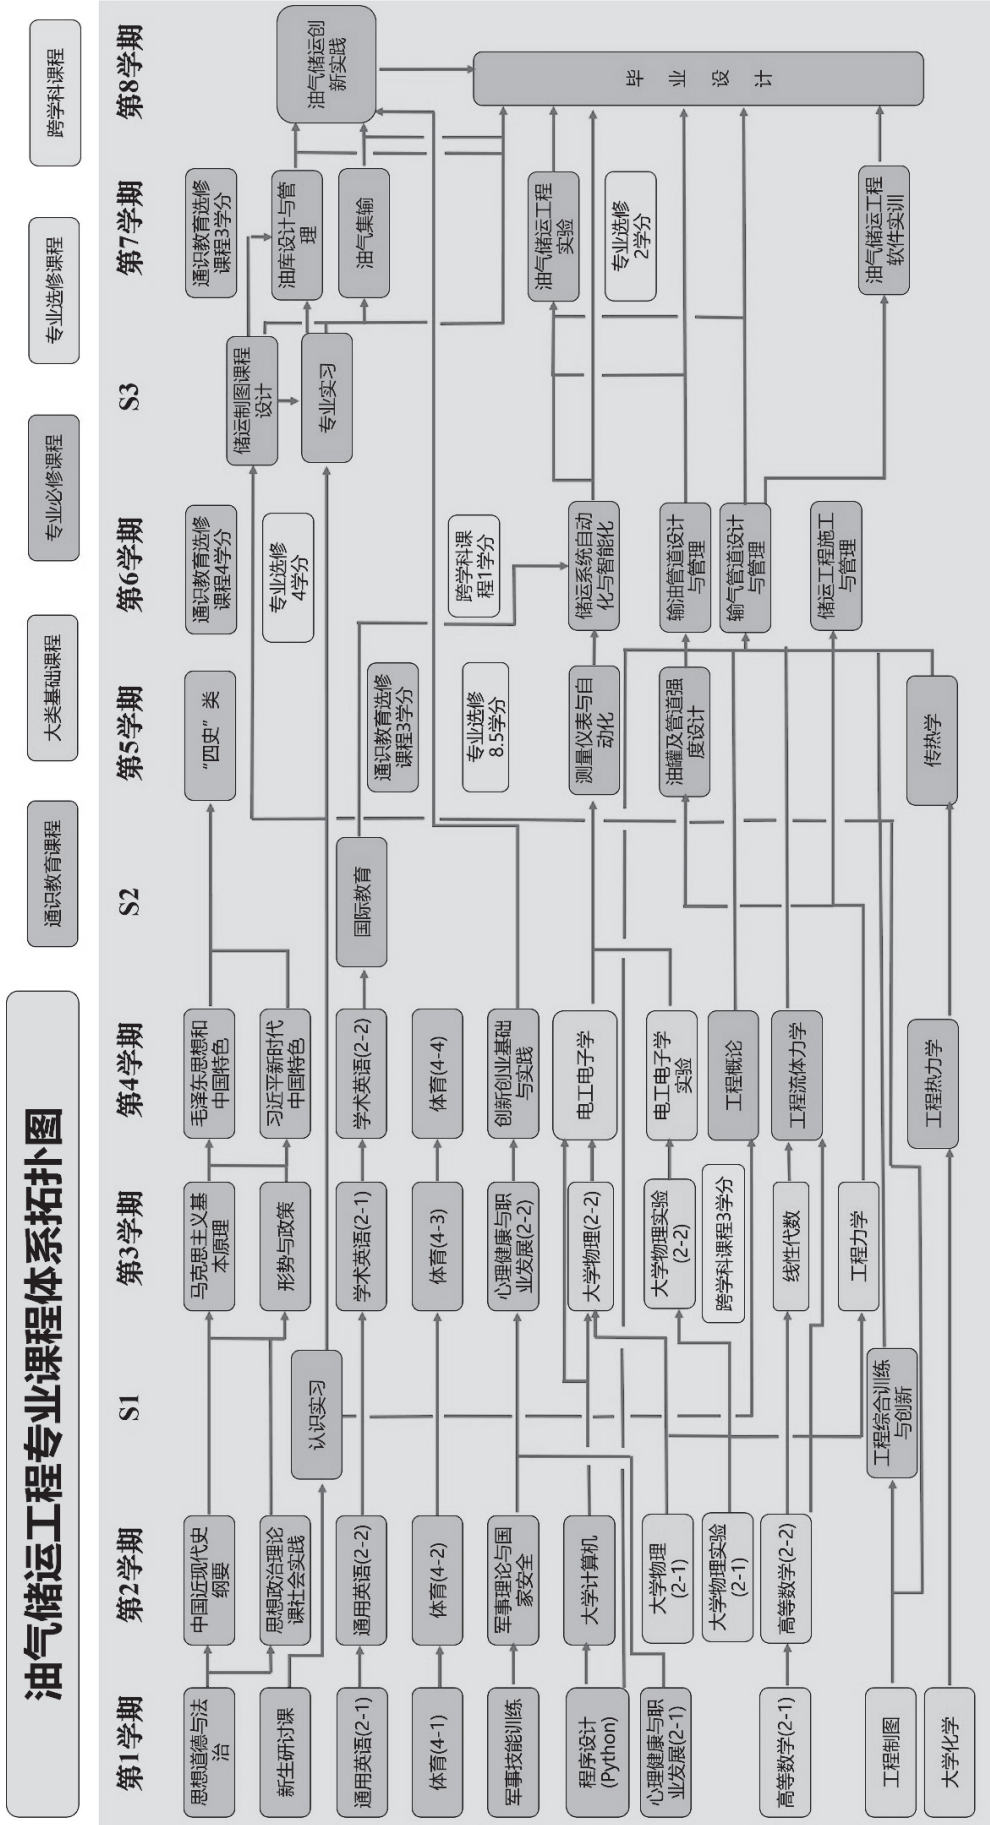 油气储运工程专业课程体系拓扑图
通识教育课程
大类基础课程
专业必修课程
专业选修课程
跨学科课程
第1学期
第2学期
S1
第3学期
第4学期
S2
第5学期
第6学期
S3
第7学期
第8学期
思想道德与法
治
新生研讨课
通用英语(2-1)
体育(4-1)
军事技能训练
程序设计
(Python)
心理健康与职
业发展(2-1)
高等数学(2-1)
工程制图
大学化学
中国近现代史
纲要
思想政治理论
课社会实践
通用英语(2-2)
体育(4-2)
军事理论与国
家安全
大学计算机
大学物理
(2-1)
大学物理实验
(2-1)
高等数学(2-2)
认识实习
工程综合训练
与创新
马克思主义基
本原理
形势与政策
学术英语(2-1)
体育(4-3)
心理健康与职
业发展(2-2)
大学物理(2-2)
大学物理实验
(2-2)
跨学科课程3学分
线性代数
工程力学
毛泽东思想和
中国特色
习近平新时代
中国特色
学术英语(2-2)
体育(4-4)
创新创业基础
与实践
电工电子学
电工电子学
实验
工程概论
工程流体力学
工程热力学
国际教育
“四史”类
通识教育选修
课程3学分
专业选修
8.5学分
测量仪表与自
动化
油罐及管道强
度设计
传热学
通识教育选修
课程4学分
专业选修
4学分
跨学科课
程1学分
储运系统自动
化与智能化
输油管道设计
与管理
输气管道设计
与管理
储运工程施工
与管理
储运制图课程
设计
专业实习
通识教育选修
课程3学分
油库设计与管
理
油气集输
油气储运工程
实验
专业选修
2学分
油气储运工程
软件实训
油气储运创
新实践
毕业设计